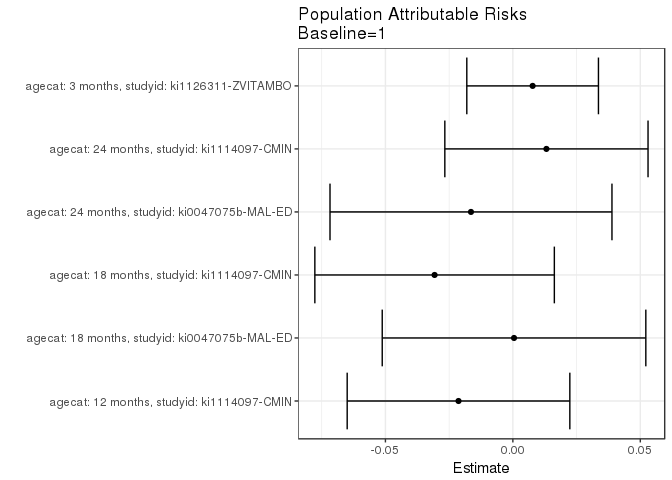 Population Attributable Risks
Baseline=1
agecat: 3 months, studyid: ki1126311-ZVITAMBO
agecat: 24 months, studyid: ki1114097-CMIN
agecat: 24 months, studyid: ki0047075b-MAL-ED
agecat: 18 months, studyid: ki1114097-CMIN
agecat: 18 months, studyid: ki0047075b-MAL-ED
agecat: 12 months, studyid: ki1114097-CMIN
-0.05 0.00 0.05
Estimate